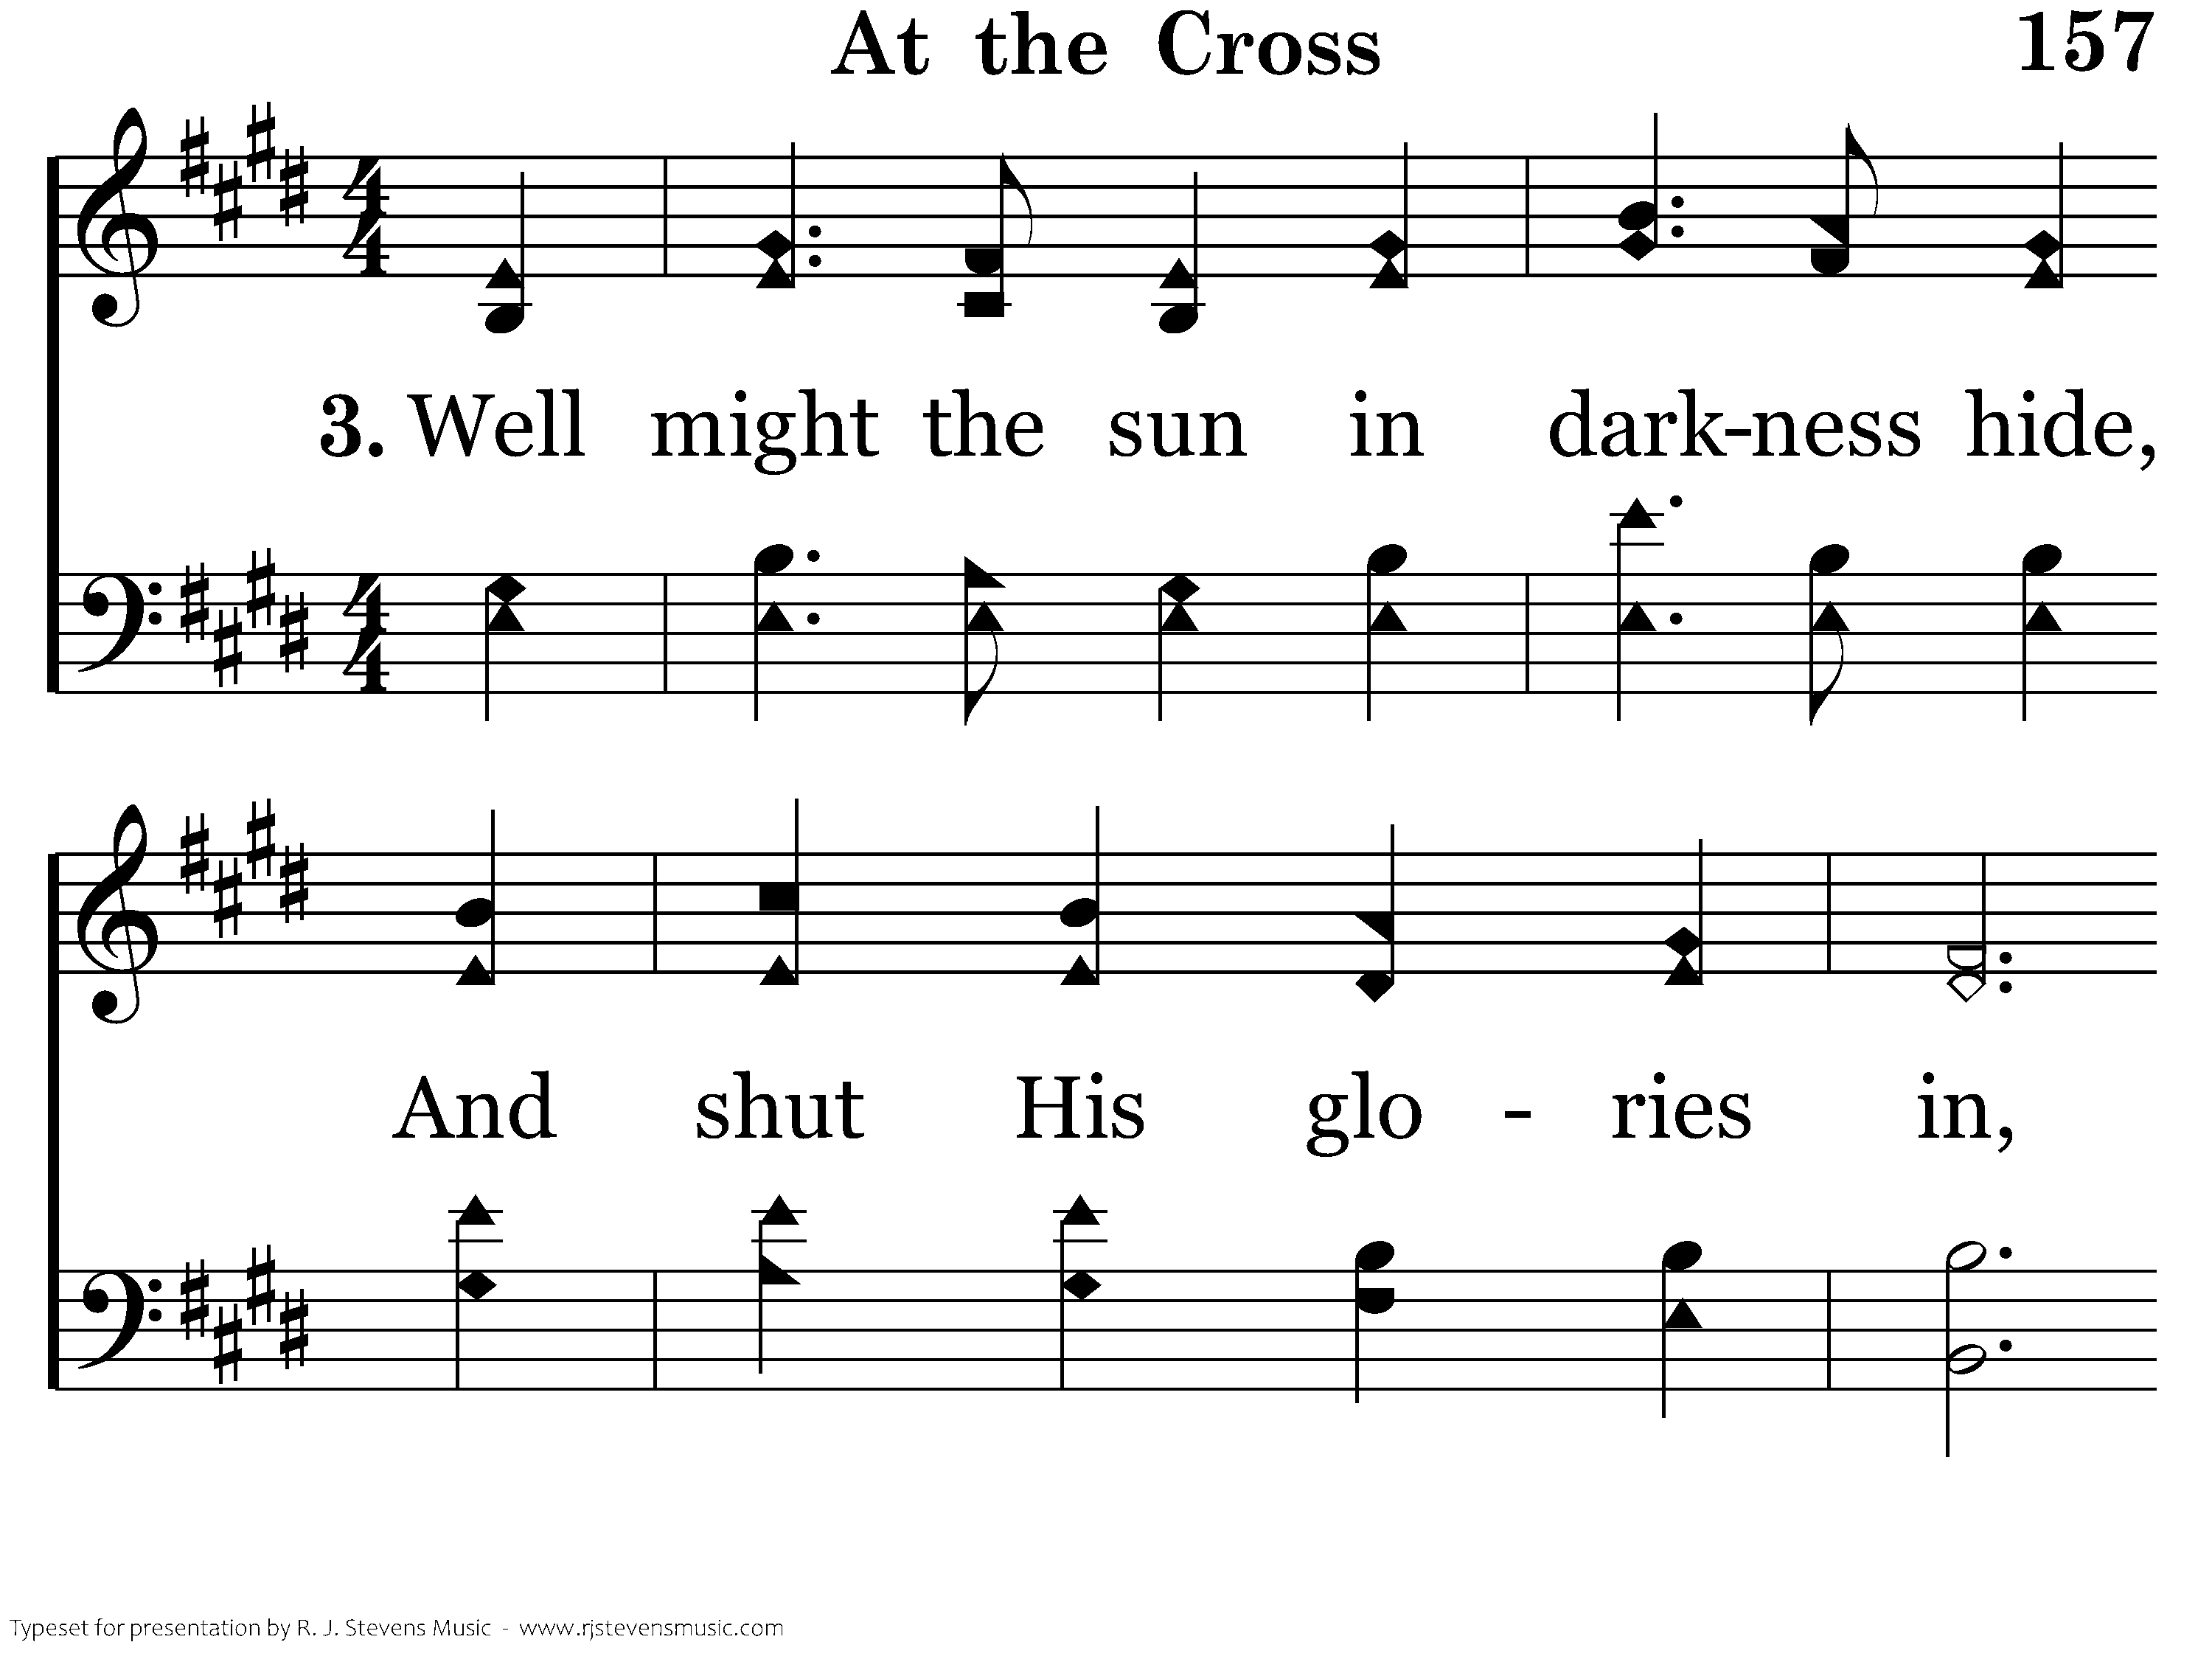 At the Cross 157
3. Well might the sun in dark-ness hide,
And shut His glo - ries in,
Typeset for presentation by R. J. Stevens Music - www.rjstevensmusic.com